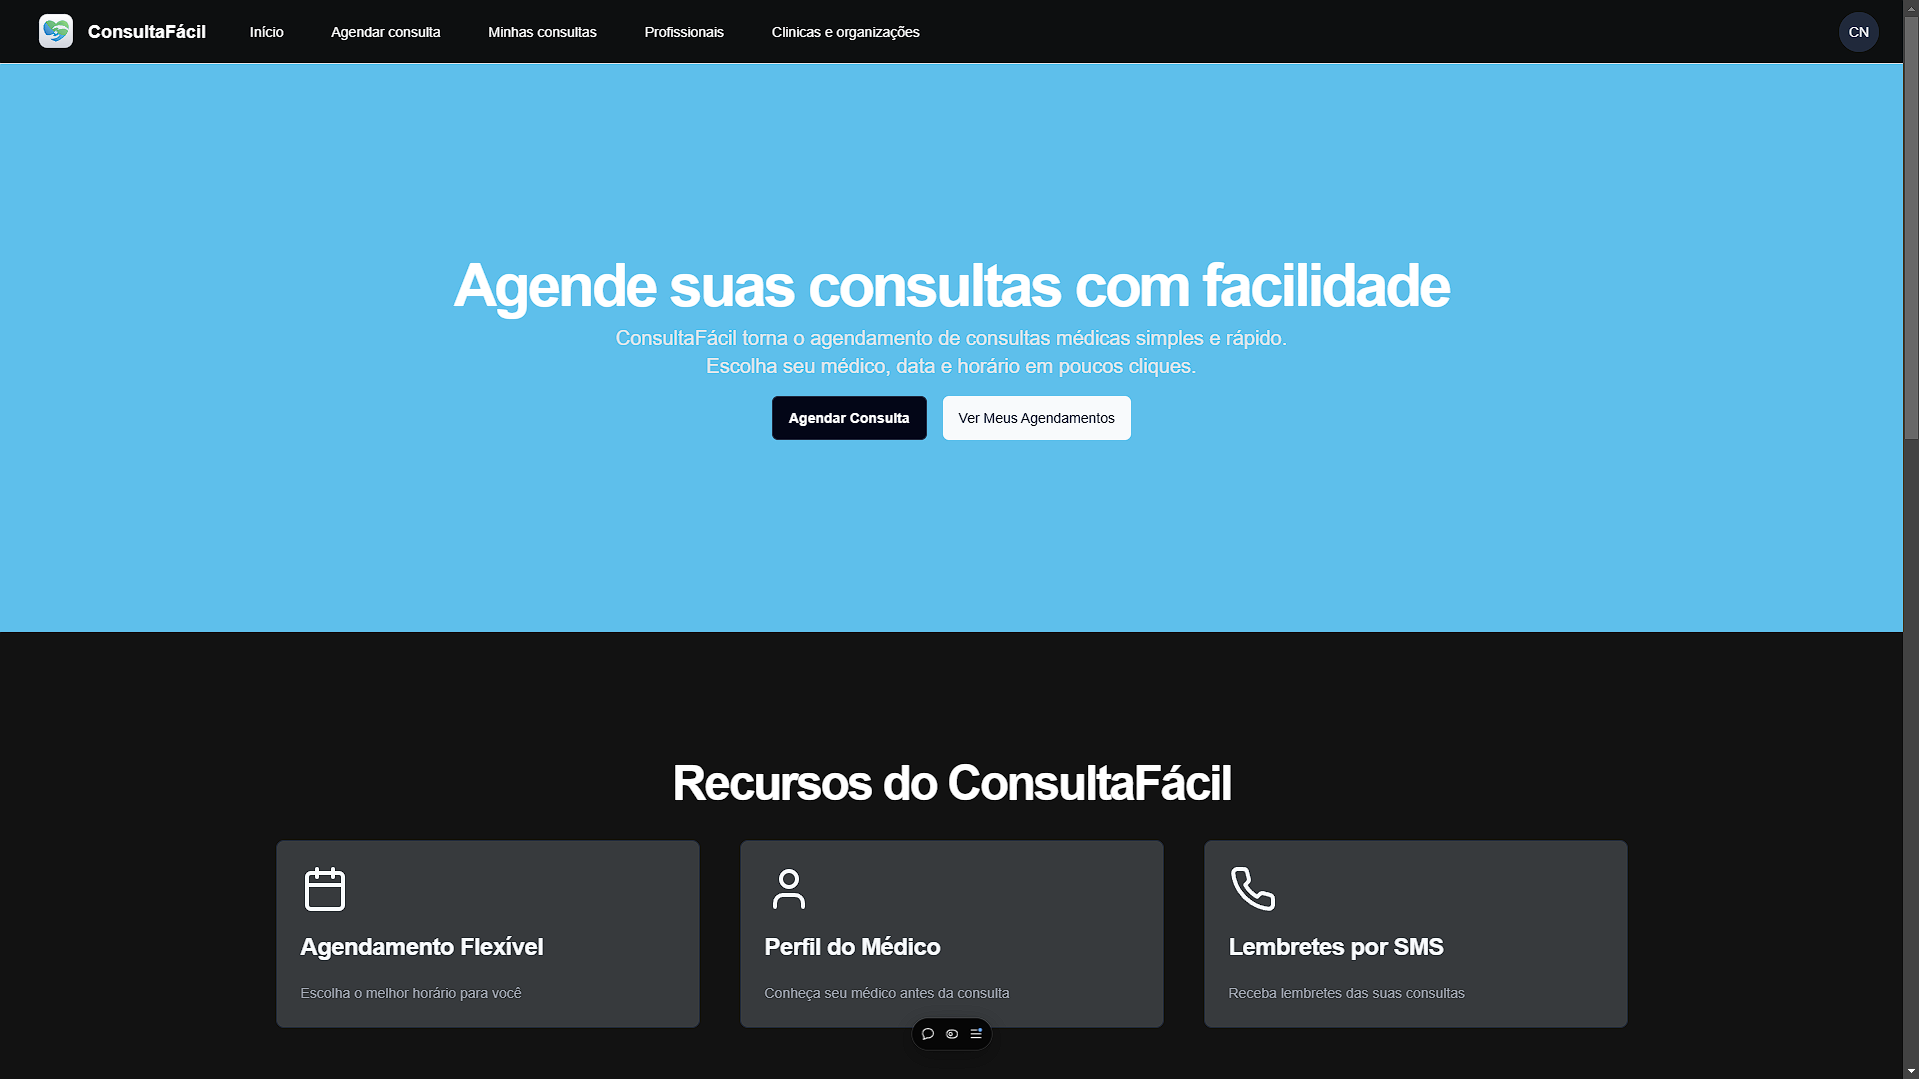 ConsultaFácil
Início
Agendar consulta
Minhas consultas
Profissionais
Clinicas e organizações
CN
Agende suas consultas com facilidade
ConsultaFácil torna o agendamento de consultas médicas simples e rápido.
Escolha seu médico, data e horário em poucos cliques.
Agendar Consulta
Ver Meus Agendamentos
Recursos do ConsultaFácil
Agendamento Flexível
Escolha o melhor horário para você
Perfil do Médico
Conheça seu médico antes da consulta
Lembretes por SMS
Receba lembretes das suas consultas